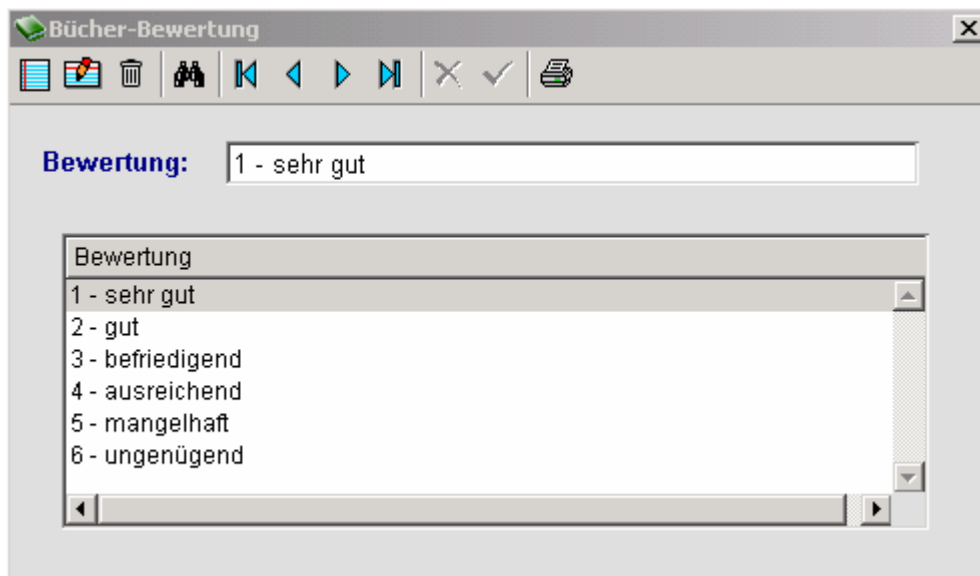 Bücher-Bewertung
Bewertung: 1 - sehr gut
Bewertung
1 - sehr gut
2 - gut
3 - befriedigend
4 - ausreichend
5 - mangelhaft
6 - ungenügend